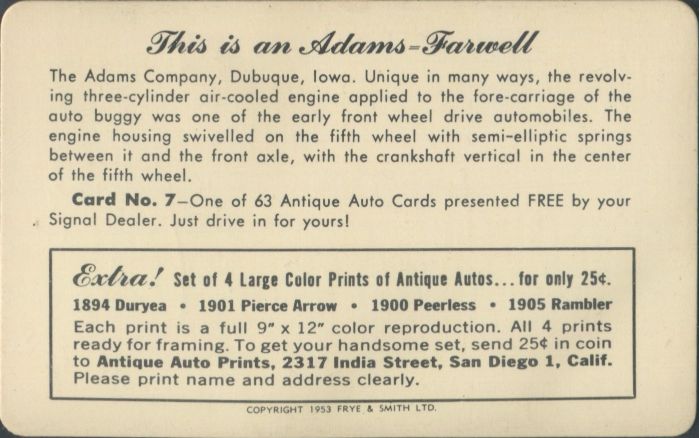 This is an Adams-Farwell
The Adams Company, Dubuque, Iowa. Unique in many ways, the revolv-
ing three-cylinder air-cooled engine applied to the fore-carriage of the
auto buggy was one of the early front wheel drive automobiles. The
engine housing swivelled on the fifth wheel with semi-elliptic springs
between it and the front axle, with the crankshaft vertical in the center
of the fifth wheel.
Card No. 7—One of 63 Antique Auto Cards presented FREE by your
Signal Dealer. Just drive in for yours!
Extra! Set of 4 Large Color Prints of Antique Autos...for only 25¢.
1894 Duryea • 1901 Pierce Arrow • 1900 Peerless • 1905 Rambler
Each print is a full 9" x 12" color reproduction. All 4 prints
ready for framing. To get your handsome set, send 25¢ in coin
to Antique Auto Prints, 2317 India Street, San Diego 1, Calif.
Please print name and address clearly.
COPYRIGHT 1953 FRYE & SMITH LTD.